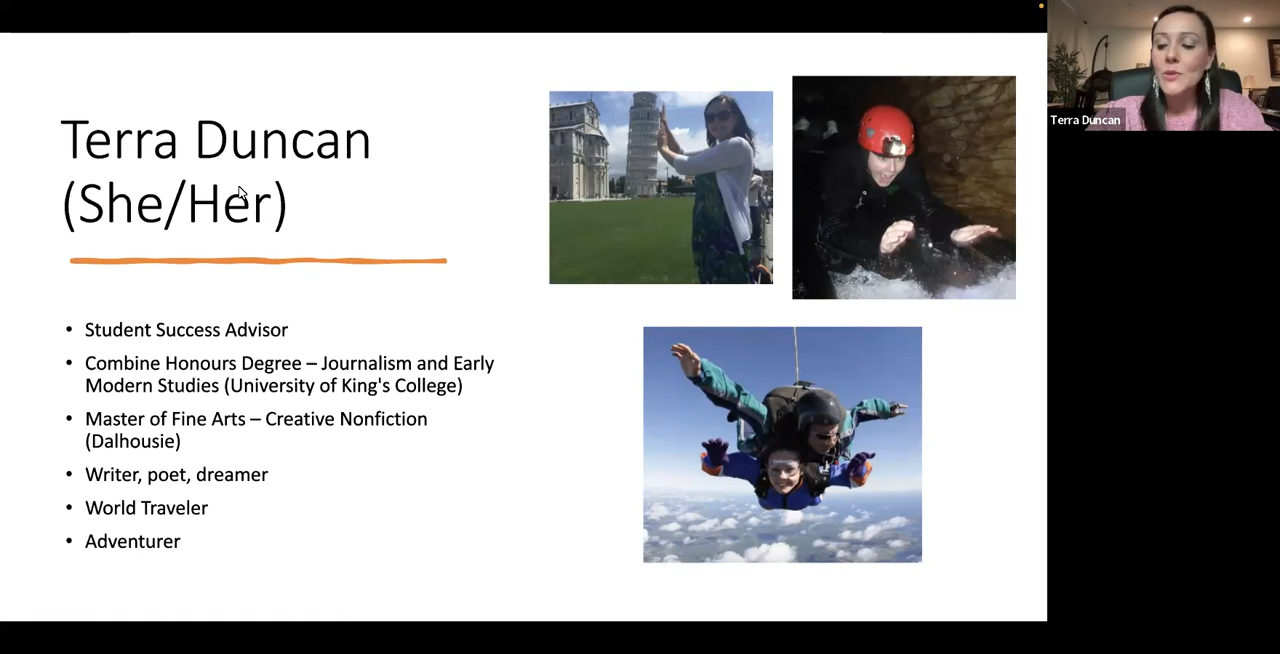 Terra Duncan
(She/Her)
• Student Success Advisor
• Combine Honours Degree – Journalism and Early
Modern Studies (University of King's College)
• Master of Fine Arts – Creative Nonfiction
(Dalhousie)
• Writer, poet, dreamer
• World Traveler
• Adventurer
Terra Duncan